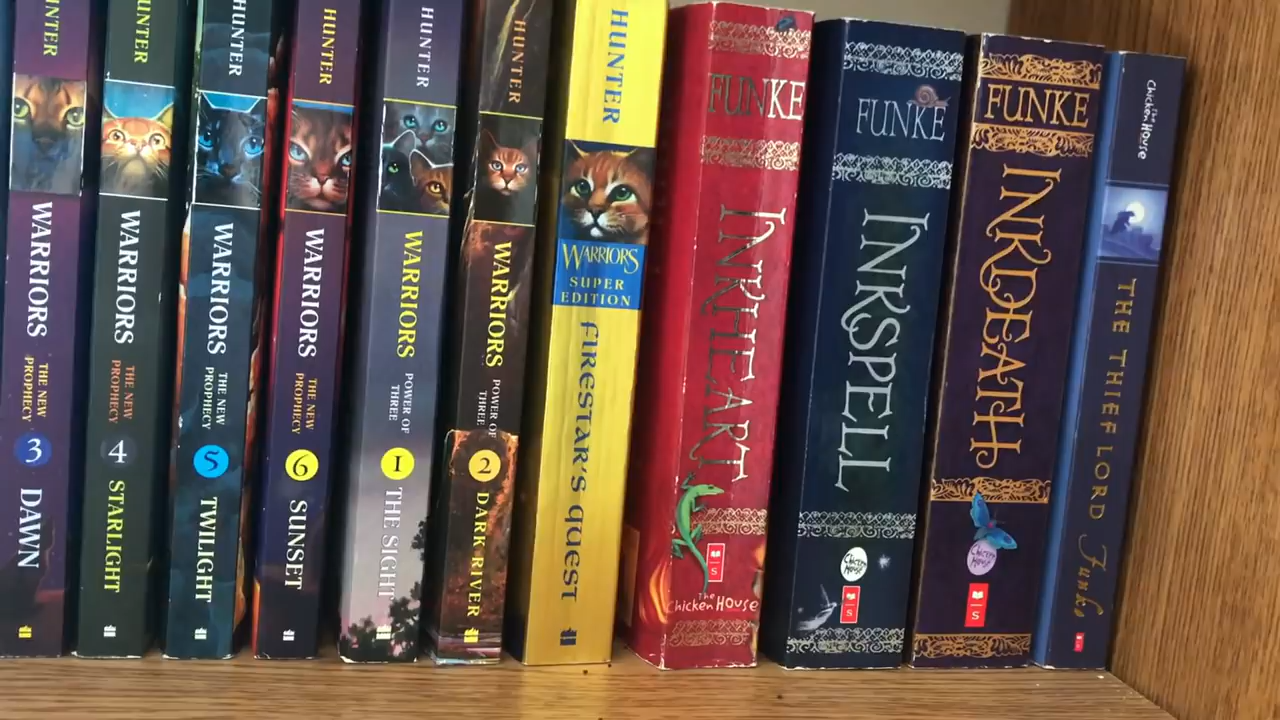 HUNTER
WARRIORS
THE NEW
PROPHECY
3
DAWN
HUNTER
WARRIORS
THE NEW
PROPHECY
4
STARLIGHT
HUNTER
WARRIORS
THE NEW
PROPHECY
5
TWILIGHT
HUNTER
WARRIORS
THE NEW
PROPHECY
6
SUNSET
HUNTER
WARRIORS
POWER OF
THREE
1
THE SIGHT
HUNTER
WARRIORS
POWER OF
THREE
2
DARK RIVER
HUNTER
WARRIORS
SUPER
EDITION
FIRESTAR'S QUEST
FUNKE
INKHEART
S
The
Chicken House
FUNKE
INKSPELL
Chicken
House
S
FUNKE
INKDEATH
Chicken
House
S
The
Chicken House
THE THIEF LORD
Funke